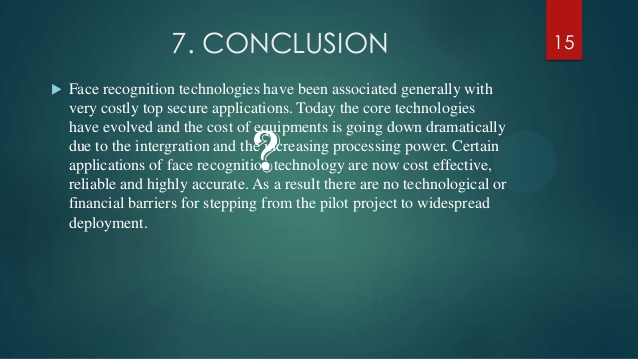 7. CONCLUSION
15
Face recognition technologies have been associated generally with
very costly top secure applications. Today the core technologies
have evolved and the cost of equipments is going down dramatically
due to the intergration and the increasing processing power. Certain
applications of face recognition technology are now cost effective,
reliable and highly accurate. As a result there are no technological or
financial barriers for stepping from the pilot project to widespread
deployment.
?